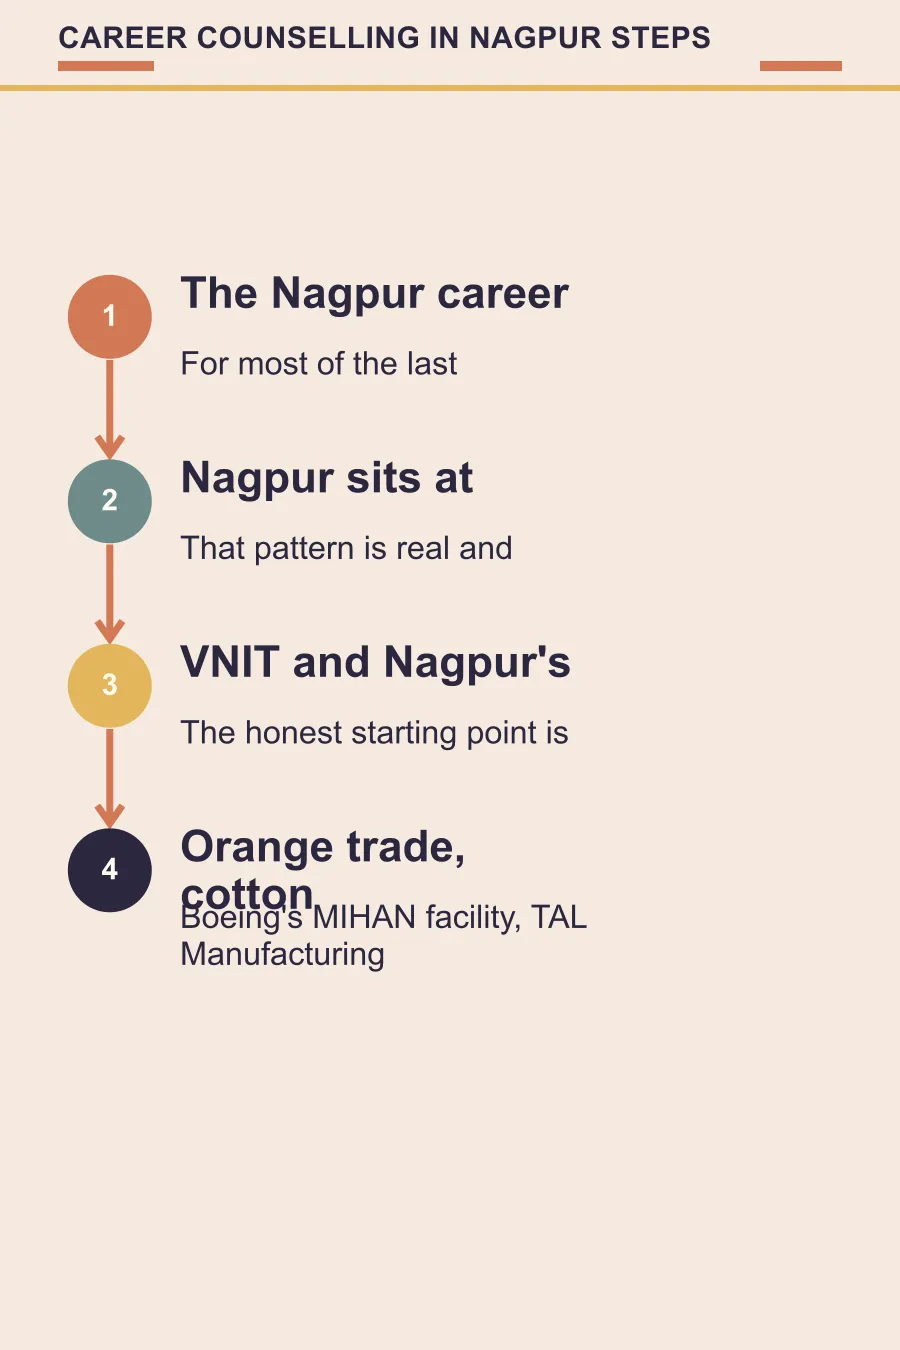 CAREER COUNSELLING IN NAGPUR STEPS
1
The Nagpur career
For most of the last
2
Nagpur sits at
That pattern is real and
3
VNIT and Nagpur's
The honest starting point is
4
Orange trade,
cotton
Boeing's MIHAN facility, TAL
Manufacturing